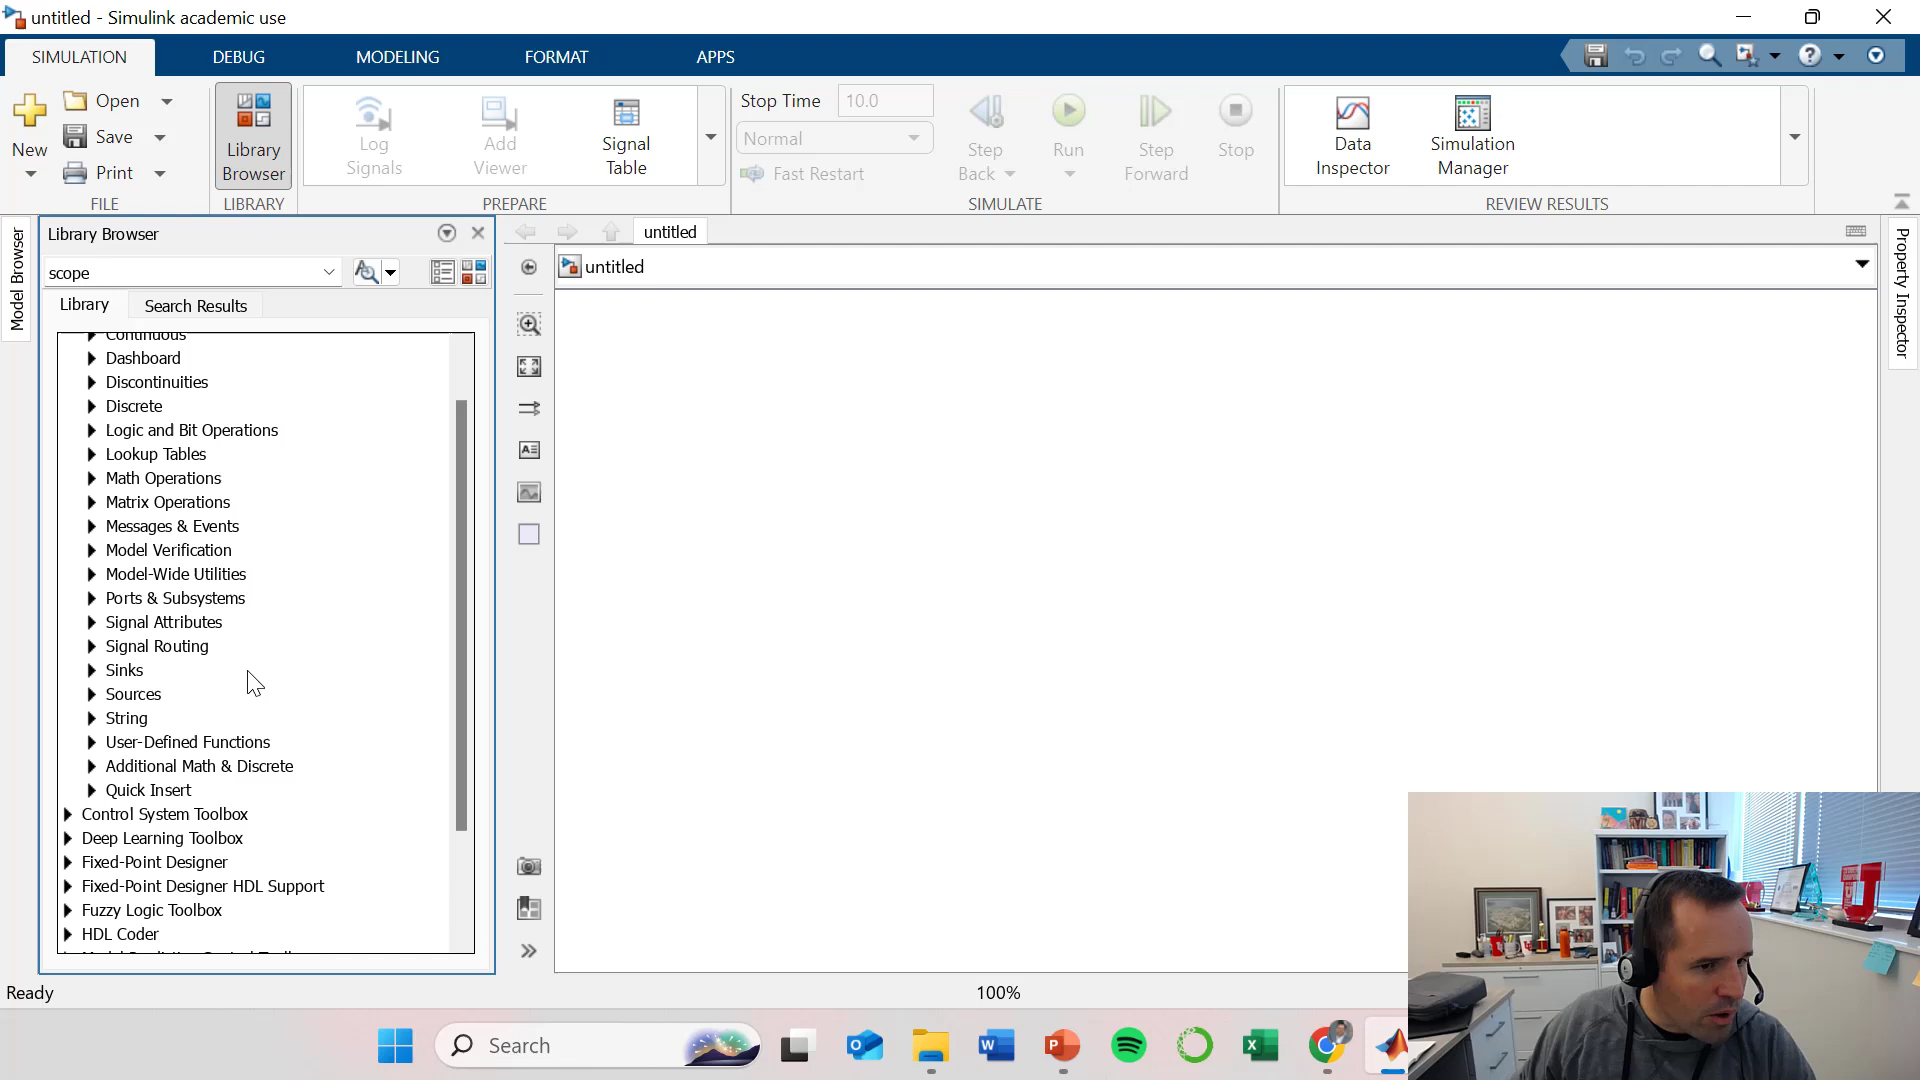 untitled - Simulink academic use
SIMULATION DEBUG MODELING FORMAT APPS
New
Open
Save
Print
FILE
Library
Browser
LIBRARY
Log
Signals
Add
Viewer
Signal
Table
PREPARE
Stop Time 10.0
Normal
Fast Restart
Step
Back
Run
Step
Forward
Stop
SIMULATE
Data
Inspector
Simulation
Manager
REVIEW RESULTS
Model Browser
Library Browser
scope
Library Search Results
Continuous
Dashboard
Discontinuities
Discrete
Logic and Bit Operations
Lookup Tables
Math Operations
Matrix Operations
Messages & Events
Model Verification
Model-Wide Utilities
Ports & Subsystems
Signal Attributes
Signal Routing
Sinks
Sources
String
User-Defined Functions
Additional Math & Discrete
Quick Insert
Control System Toolbox
Deep Learning Toolbox
Fixed-Point Designer
Fixed-Point Designer HDL Support
Fuzzy Logic Toolbox
HDL Coder
untitled
untitled
Property Inspector
Ready
100%
Search